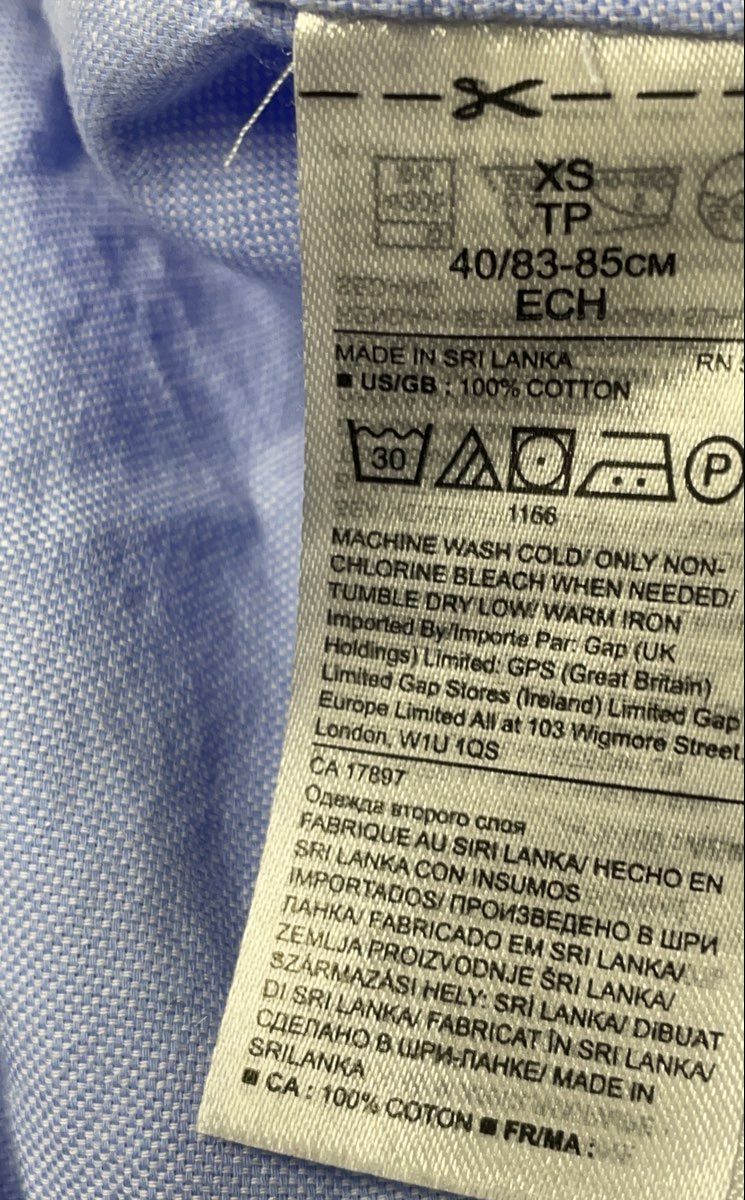 XS
TP
40/83-85CM
ECH
MADE IN SRI LANKA RN
■ US/GB : 100% COTTON
30 P
1166
MACHINE WASH COLD/ ONLY NON-
CHLORINE BLEACH WHEN NEEDED/
TUMBLE DRY LOW/ WARM IRON
Imported By/Importe Par: Gap (UK
Holdings) Limited: GPS (Great Britain)
Limited Gap Stores (Ireland) Limited Gap
Europe Limited All at 103 Wigmore Street,
London, W1U 1QS
CA 17897
Одежда второго слоя
FABRIQUE AU SIRI LANKA/ HECHO EN
SRI LANKA CON INSUMOS
IMPORTADOS/ ПРОИЗВЕДЕНО В ШРИ
ЛАНКА/ FABRICADO EM SRI LANKA/
ZEMLJA PROIZVODNJE ŠRI LANKA/
SZÁRMAZÁSI HELY: SRÍ LANKA/ DIBUAT
DI SRI LANKA/ FABRICAT ÎN SRI LANKA/
СДЕЛАНО В ШРИ-ЛАНКЕ/ MADE IN
SRILANKA
■ CA : 100% COTON ■ FR/MA :